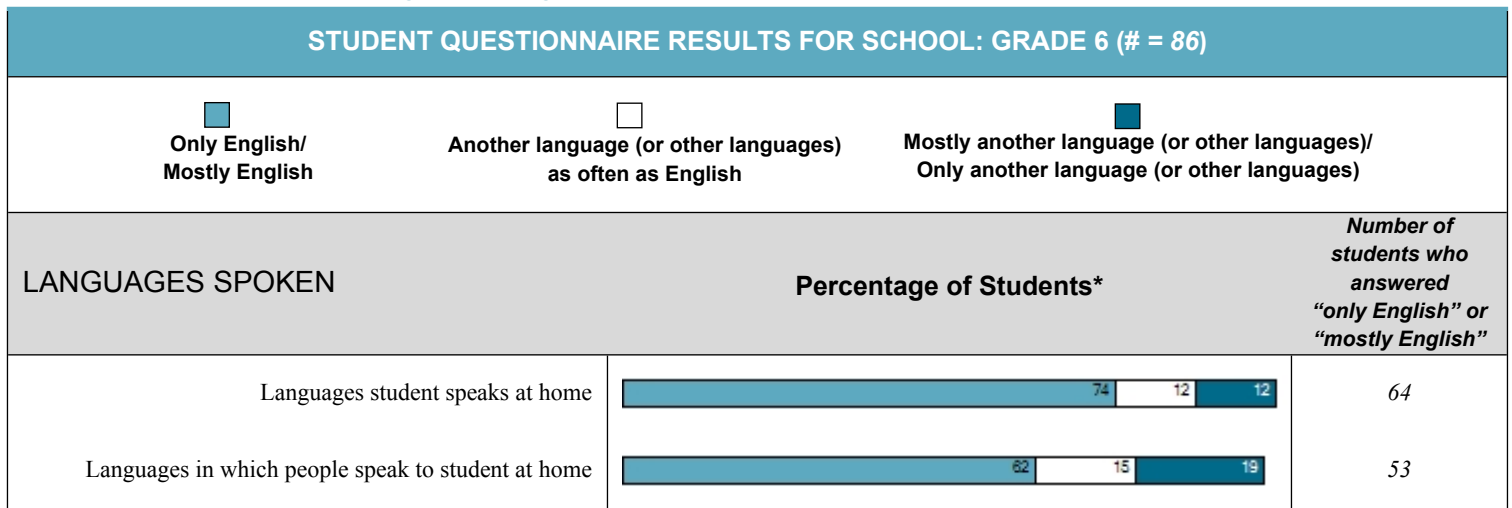 STUDENT QUESTIONNAIRE RESULTS FOR SCHOOL: GRADE 6 (# = 86)
Only English/
Mostly English
Another language (or other languages)
as often as English
Mostly another language (or other languages)/
Only another language (or other languages)
LANGUAGES SPOKEN
Percentage of Students*
Number of
students who
answered
“only English” or
“mostly English”
Languages student speaks at home
74 12 12
64
Languages in which people speak to student at home
62 15 19
53